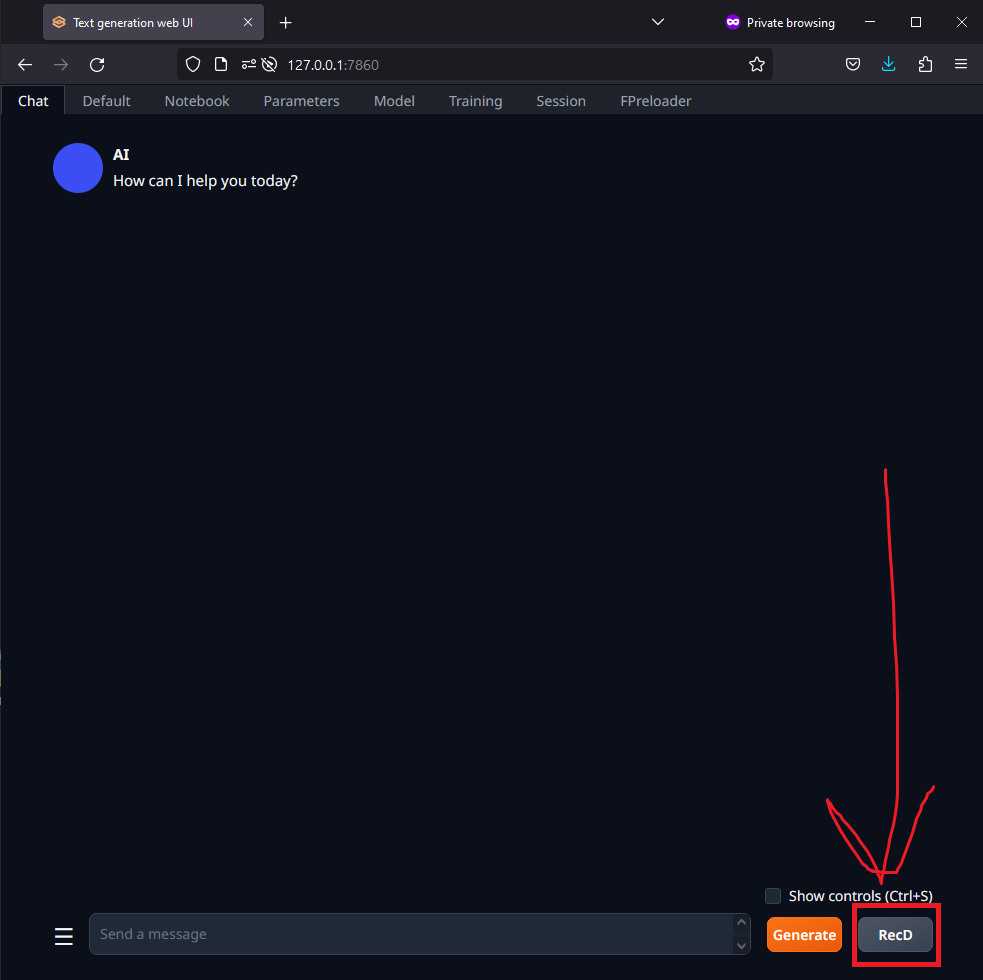 Text generation web UI
Private browsing
127.0.0.1:7860
Chat Default Notebook Parameters Model Training Session FPreloader
AI
How can I help you today?
Show controls (Ctrl+S)
Send a message
Generate
RecD